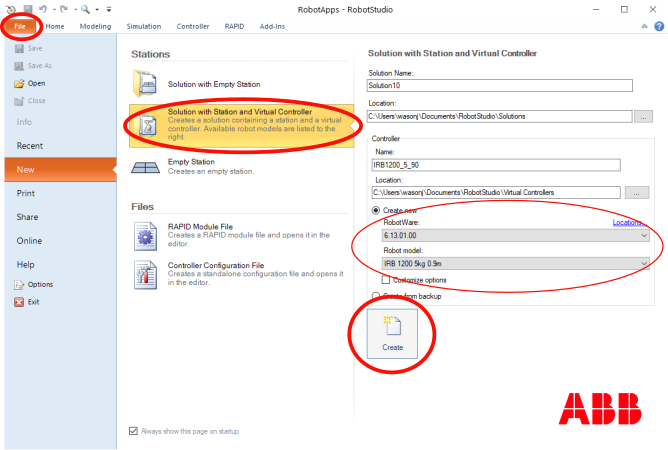 RobotApps - RobotStudio
File Home Modeling Simulation Controller RAPID Add-Ins
Save
Save As
Open
Close
Info
Recent
New
Print
Share
Online
Help
Options
Exit
Stations
Solution with Empty Station
Solution with Station and Virtual Controller
Creates a solution containing a station and a virtual
controller. Available robot models are listed to the
right.
Empty Station
Creates an empty station.
Files
RAPID Module File
Creates a RAPID module file and opens it in the
editor.
Controller Configuration File
Creates a standalone configuration file and opens it
in the editor.
Always show this page on startup
Solution with Station and Virtual Controller
Solution Name:
Solution10
Location:
C:\Users\wasonj\Documents\RobotStudio\Solutions ...
Controller
Name:
IRB1200_5_90
Location:
C:\Users\wasonj\Documents\RobotStudio\Virtual Controllers ...
Create new
RobotWare: Locations...
6.13.01.00
Robot model:
IRB 1200 5kg 0.9m
Customize options
Create from backup
Create
ABB